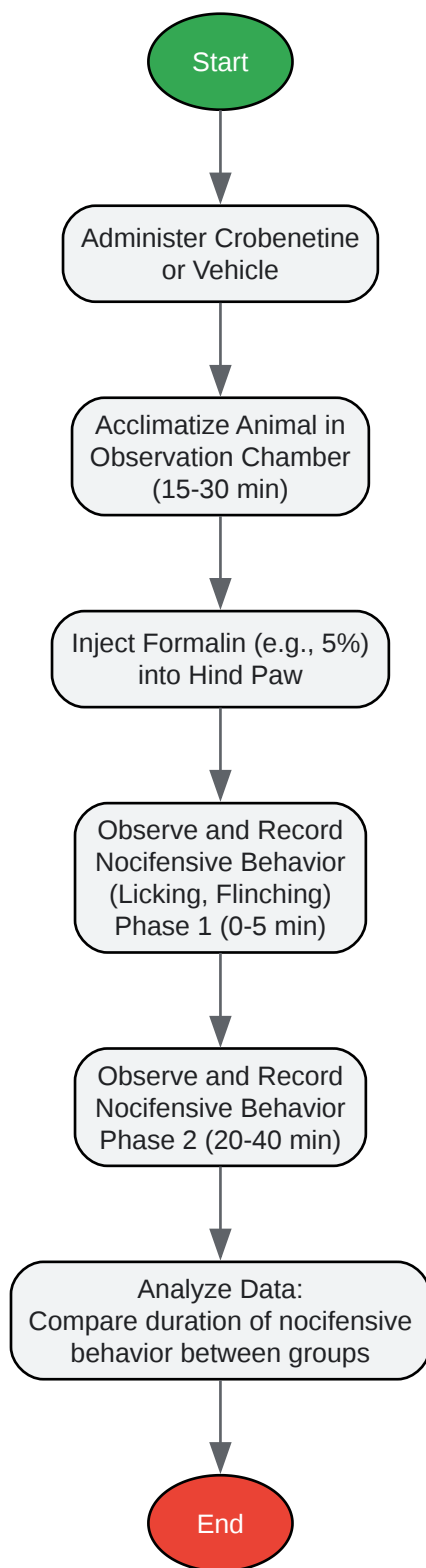 Start
Administer Crobenetine
or Vehicle
Acclimatize Animal in
Observation Chamber
(15-30 min)
Inject Formalin (e.g., 5%)
into Hind Paw
Observe and Record
Nocifensive Behavior
(Licking, Flinching)
Phase 1 (0-5 min)
Observe and Record
Nocifensive Behavior
Phase 2 (20-40 min)
Analyze Data:
Compare duration of nocifensive
behavior between groups
End